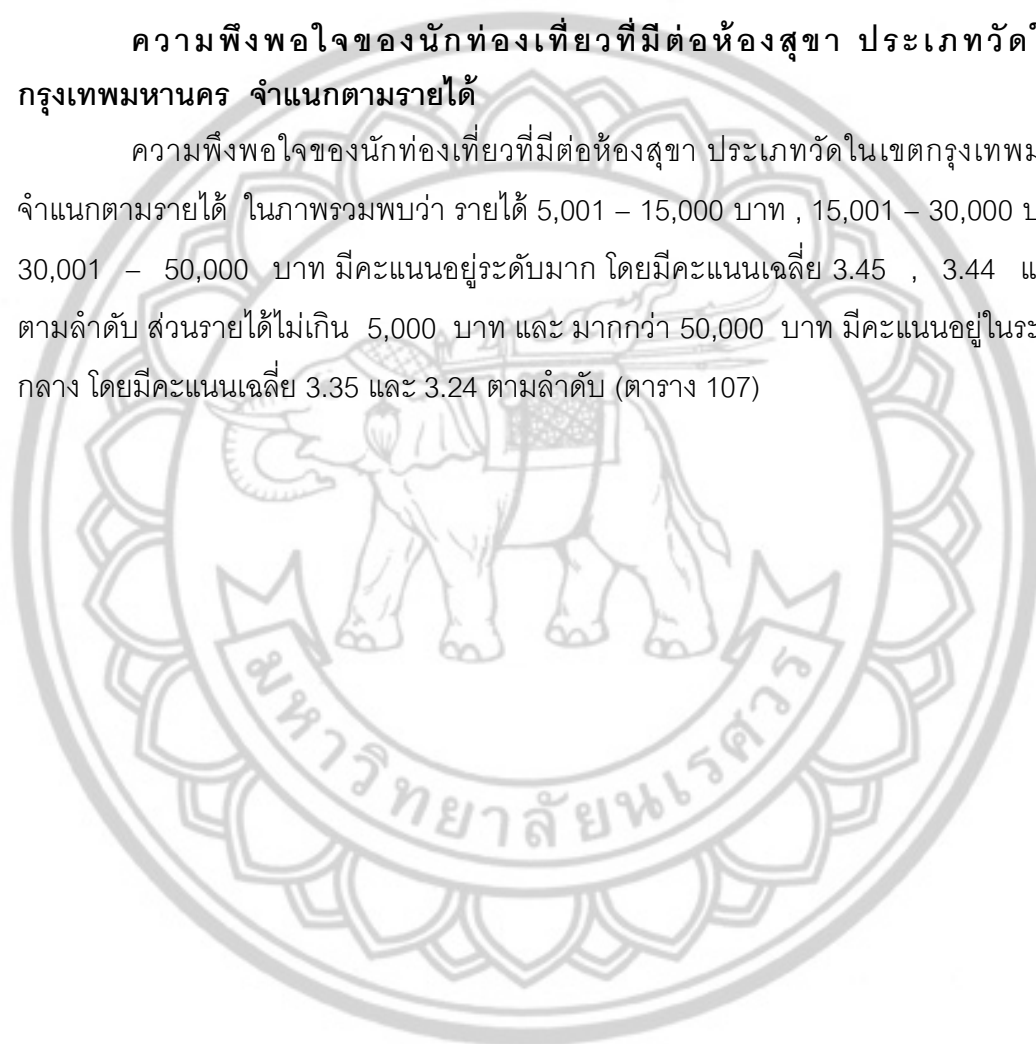 ความพึงพอใจของนักท่องเที่ยวที่มีต่อห้องสุขา ประเภทวัดใ
กรุงเทพมหานคร จำแนกตามรายได้
ความพึงพอใจของนักท่องเที่ยวที่มีต่อห้องสุขา ประเภทวัดในเขตกรุงเทพม
จำแนกตามรายได้ ในภาพรวมพบว่า รายได้ 5,001 – 15,000 บาท , 15,001 – 30,000 บ
30,001 – 50,000 บาท มีคะแนนอยู่ระดับมาก โดยมีคะแนนเฉลี่ย 3.45 , 3.44 แ
ตามลำดับ ส่วนรายได้ไม่เกิน 5,000 บาท และ มากกว่า 50,000 บาท มีคะแนนอยู่ในระ
กลาง โดยมีคะแนนเฉลี่ย 3.35 และ 3.24 ตามลำดับ (ตาราง 107)
มหาวิทยาลัยนเรศวร